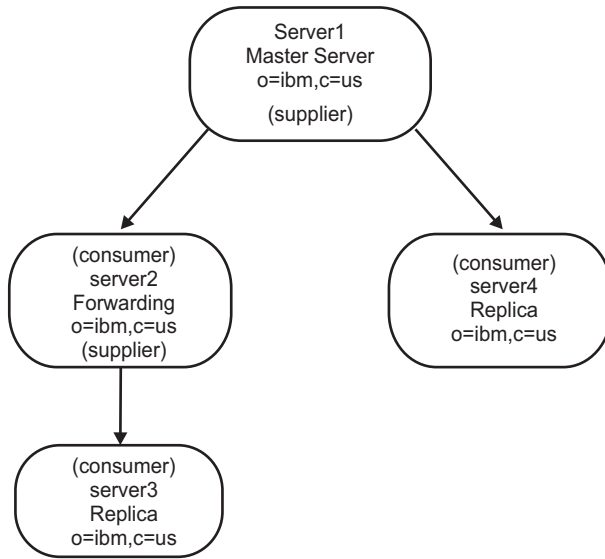 Server1
Master Server
o=ibm,c=us
(supplier)
(consumer)
server2
Forwarding
o=ibm,c=us
(supplier)
(consumer)
server4
Replica
o=ibm,c=us
(consumer)
server3
Replica
o=ibm,c=us